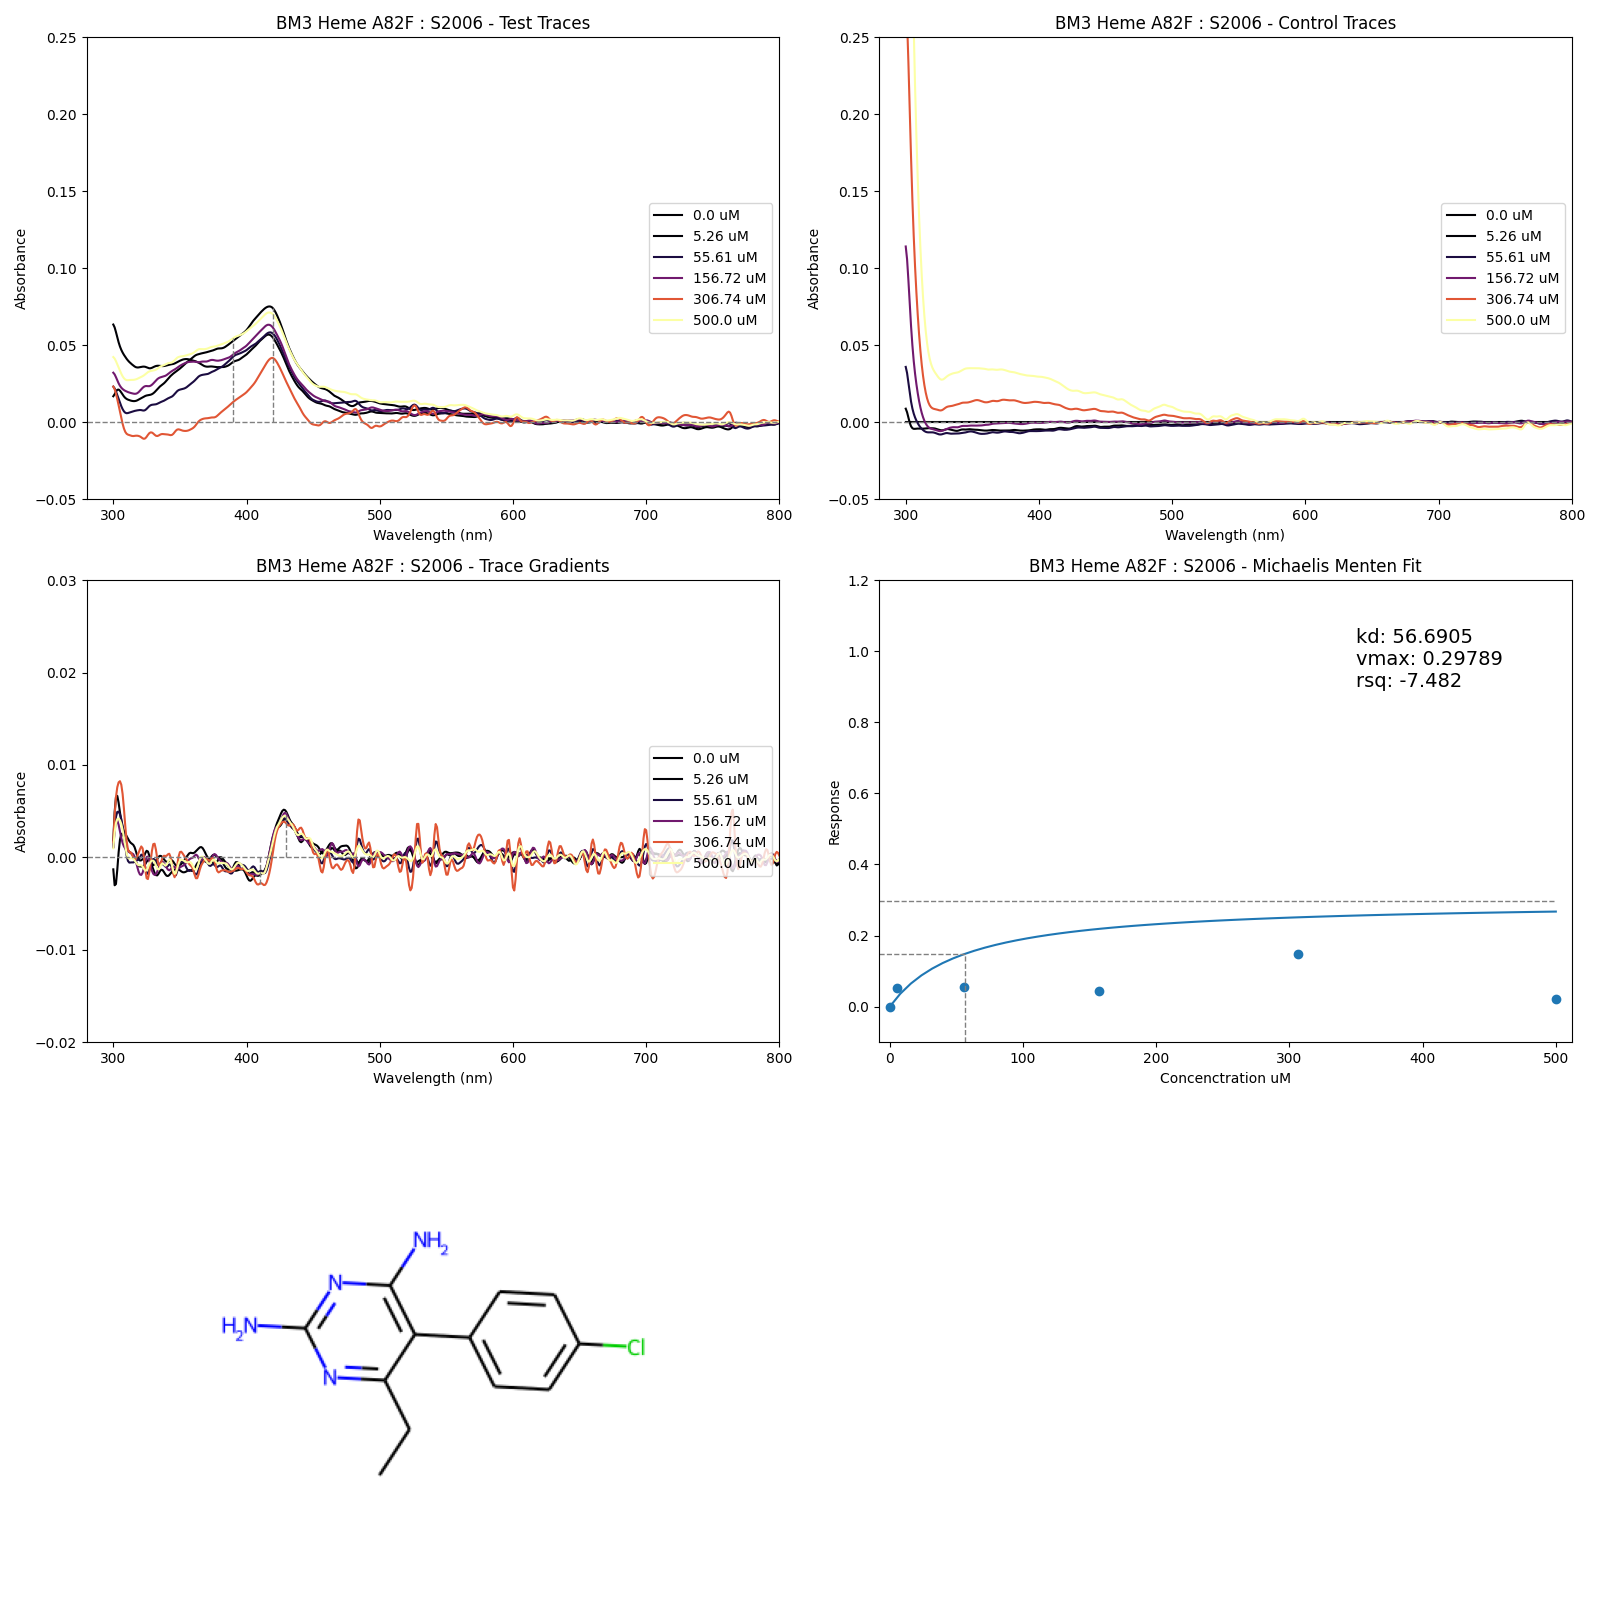 BM3 Heme A82F : S2006 - Test Traces
0.25
0.20
0.15
0.10
0.05
0.00
−0.05
Absorbance
300 400 500 600 700 800
Wavelength (nm)
0.0 uM
5.26 uM
55.61 uM
156.72 uM
306.74 uM
500.0 uM
BM3 Heme A82F : S2006 - Control Traces
0.25
0.20
0.15
0.10
0.05
0.00
−0.05
Absorbance
300 400 500 600 700 800
Wavelength (nm)
0.0 uM
5.26 uM
55.61 uM
156.72 uM
306.74 uM
500.0 uM
BM3 Heme A82F : S2006 - Trace Gradients
0.03
0.02
0.01
0.00
−0.01
−0.02
Absorbance
300 400 500 600 700 800
Wavelength (nm)
0.0 uM
5.26 uM
55.61 uM
156.72 uM
306.74 uM
500.0 uM
BM3 Heme A82F : S2006 - Michaelis Menten Fit
1.2
1.0
0.8
0.6
0.4
0.2
0.0
Response
kd: 56.6905
vmax: 0.29789
rsq: -7.482
0 100 200 300 400 500
Concenctration uM
NH2
N
H2N
N
Cl